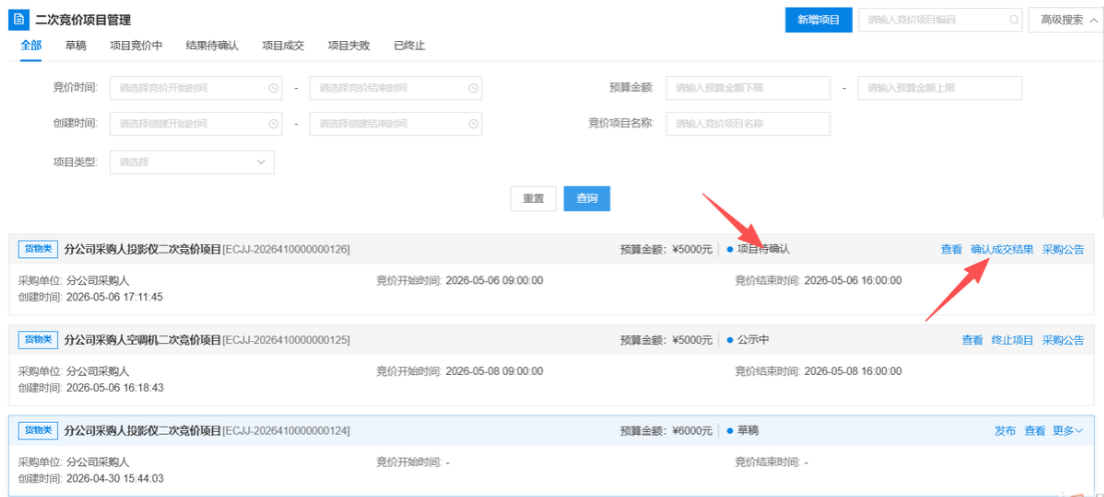 二次竞价项目管理 新增项目 请输入竞价项目编码 高级搜索
全部 草稿 项目竞价中 结果待确认 项目成交 项目失败 已终止
竞价时间: 请选择竞价开始时间 - 请选择竞价结束时间 预算金额: 请输入预算金额下限 - 请输入预算金额上限
创建时间: 请选择创建开始时间 - 请选择创建结束时间 竞价项目名称: 请输入竞价项目名称
项目类型: 请选择
重置 查询
货物类 分公司采购人投影仪二次竞价项目[ECJJ-2026410000000126] 预算金额: ¥5000元 项目待确认 查看 确认成交结果 采购公告
采购单位: 分公司采购人 竞价开始时间: 2026-05-06 09:00:00 竞价结束时间: 2026-05-06 16:00:00
创建时间: 2026-05-06 17:11:45
货物类 分公司采购人空调机二次竞价项目[ECJJ-2026410000000125] 预算金额: ¥5000元 公示中 查看 终止项目 采购公告
采购单位: 分公司采购人 竞价开始时间: 2026-05-08 09:00:00 竞价结束时间: 2026-05-08 16:00:00
创建时间: 2026-05-06 16:18:43
货物类 分公司采购人投影仪二次竞价项目[ECJJ-2026410000000124] 预算金额: ¥6000元 草稿 发布 查看 更多
采购单位: 分公司采购人 竞价开始时间: - 竞价结束时间: -
创建时间: 2026-04-30 15:44:03